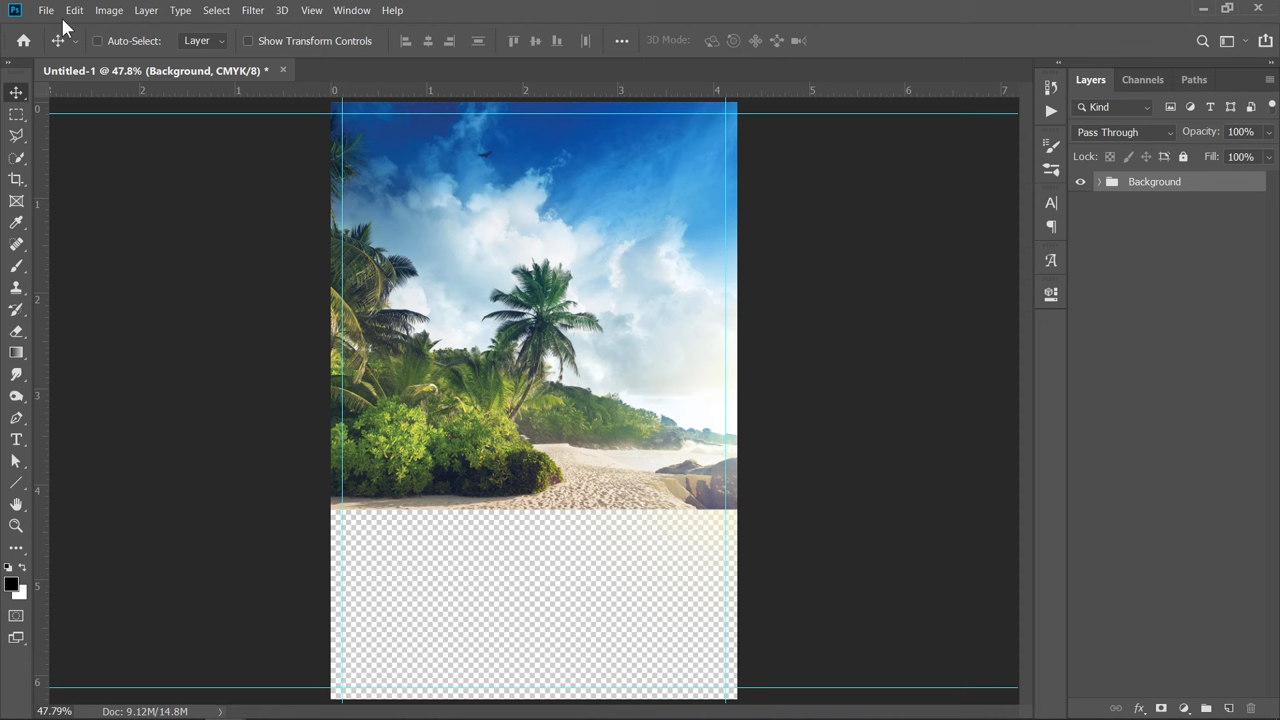 Ps File Edit Image Layer Type Select Filter 3D View Window Help
Auto-Select: Layer Show Transform Controls 3D Mode:
Untitled-1 @ 47.8% (Background, CMYK/8) *
Layers Channels Paths
2 1 0 1 2 3 4 5 6 7
0
1
2
3
4
5
6
Kind
Pass Through Opacity: 100%
Lock: Fill: 100%
Background
47.79% Doc: 9.12M/14.8M